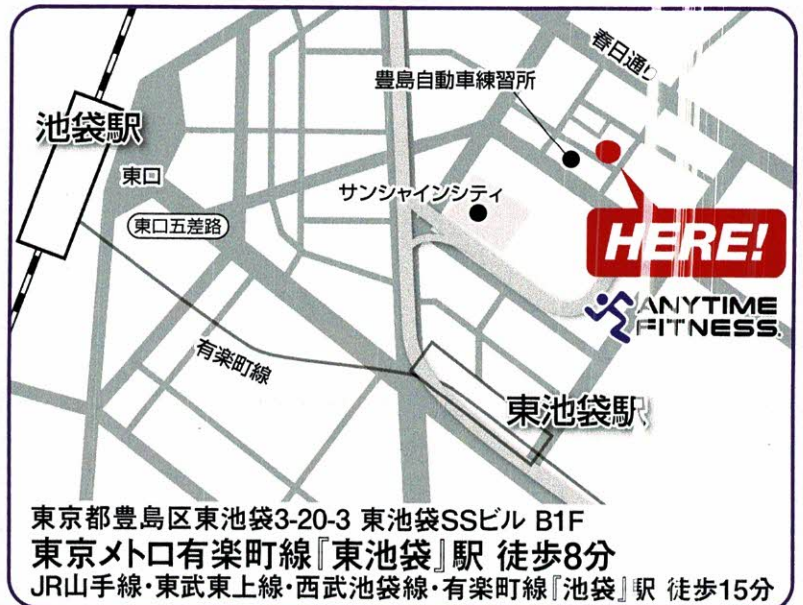 春日通り
豊島自動車練習所
池袋駅
東口
サンシャインシティ
東口五差路
HERE!
ANYTIME
FITNESS.
有楽町線
東池袋駅
東京都豊島区東池袋3-20-3 東池袋SSビル B1F
東京メトロ有楽町線『東池袋』駅 徒歩8分
JR山手線・東武東上線・西武池袋線・有楽町線『池袋』駅 徒歩15分